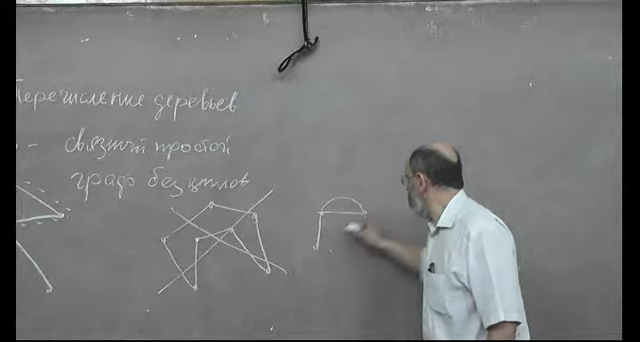 Перечисление деревьев
- связный простой
граф без циклов